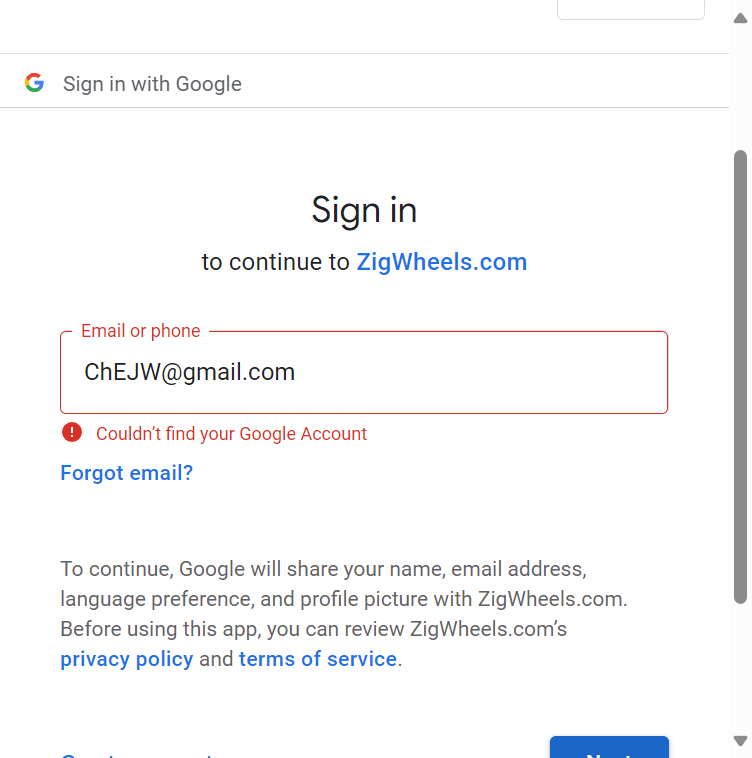 Sign in with Google
Sign in
to continue to ZigWheels.com
Email or phone
ChEJW@gmail.com
Couldn't find your Google Account
Forgot email?
To continue, Google will share your name, email address,
language preference, and profile picture with ZigWheels.com.
Before using this app, you can review ZigWheels.com's
privacy policy and terms of service.